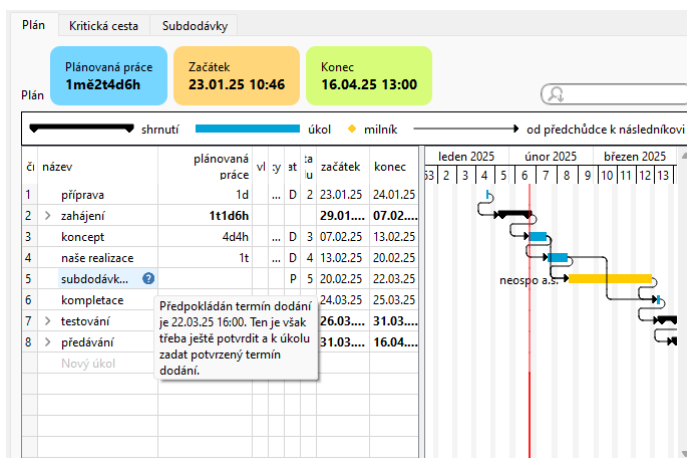 Plán Kritická cesta Subdodávky
Plánovaná práce
1mě2t4d6h
Začátek
23.01.25 10:46
Konec
16.04.25 13:00
Plán
shrnutí úkol milník od předchůdce k následníkovi
čí název plánovaná práce vl :y at :a u začátek konec
leden 2025 únor 2025 březen 2025
53 2 3 4 5 6 7 8 9 10 11 12 13
1 příprava 1d ... D 2 23.01.25 24.01.25
2 > zahájení 1t1d6h 29.01.... 07.02....
3 koncept 4d4h ... D 3 07.02.25 13.02.25
4 naše realizace 1t ... D 4 13.02.25 20.02.25
5 subdodávk... ? P 5 20.02.25 22.03.25
neospo a.s.
6 kompletace 24.03.25 25.03.25
7 > testování 26.03.... 31.03....
8 > předávání 31.03.... 16.04....
Nový úkol
Předpokládán termín dodání
je 22.03.25 16:00. Ten je však
třeba ještě potvrdit a k úkolu
zadat potvrzený termín
dodání.